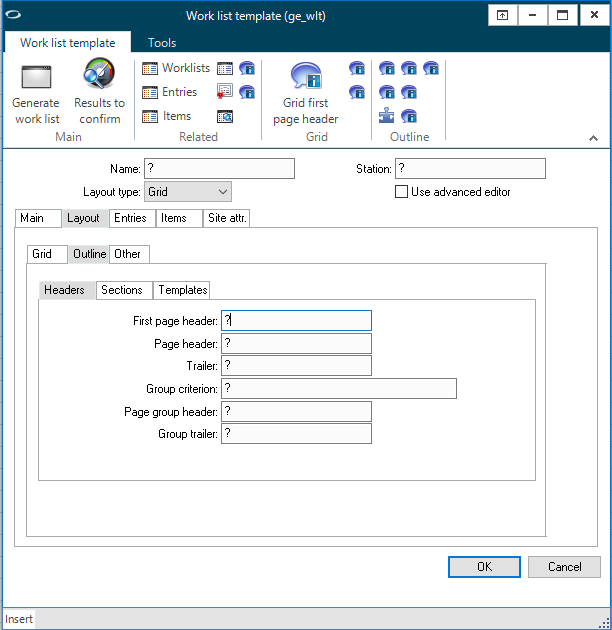 Work list template (ge_wlt)
Work list template Tools
Generate work list
Results to confirm
Main
Worklists
Entries
Items
Related
Grid first page header
Grid
Outline
Name: ? Station: ?
Layout type: Grid Use advanced editor
Main Layout Entries Items Site attr.
Grid Outline Other
Headers Sections Templates
First page header: ?
Page header: ?
Trailer: ?
Group criterion: ?
Page group header: ?
Group trailer: ?
OK Cancel
Insert